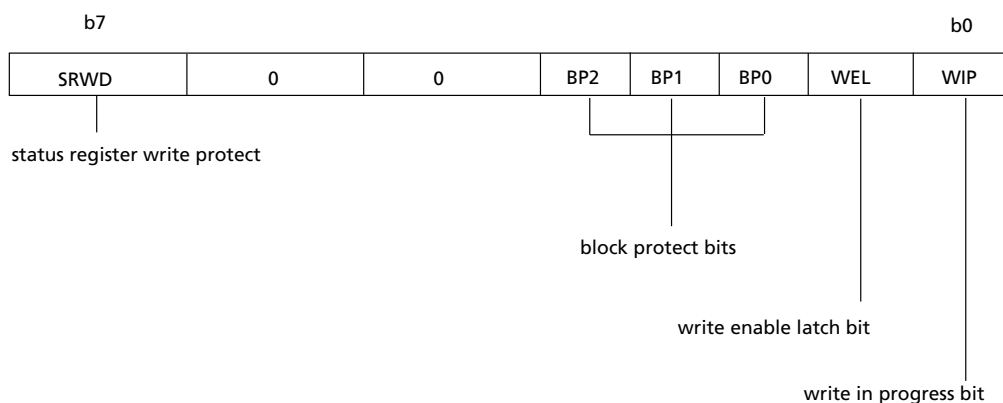 b7 b0
SRWD 0 0 BP2 BP1 BP0 WEL WIP
status register write protect
block protect bits
write enable latch bit
write in progress bit